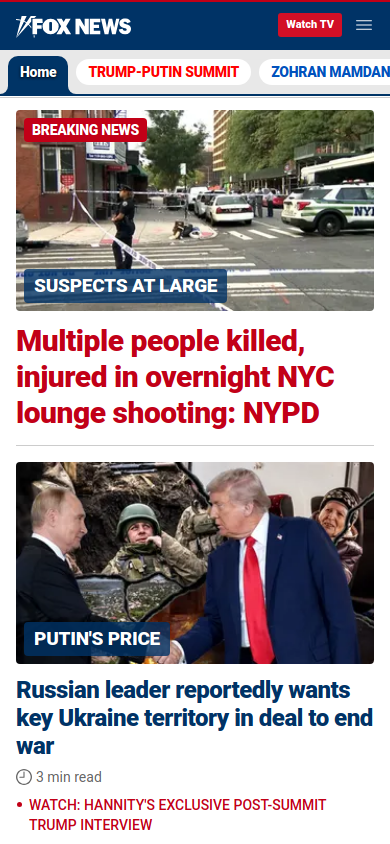 FOX NEWS
Watch TV
Home
TRUMP-PUTIN SUMMIT
ZOHRAN MAMDAN
BREAKING NEWS
NY
SUSPECTS AT LARGE
Multiple people killed,
injured in overnight NYC
lounge shooting: NYPD
PUTIN'S PRICE
Russian leader reportedly wants
key Ukraine territory in deal to end
war
3 min read
• WATCH: HANNITY'S EXCLUSIVE POST-SUMMIT
TRUMP INTERVIEW